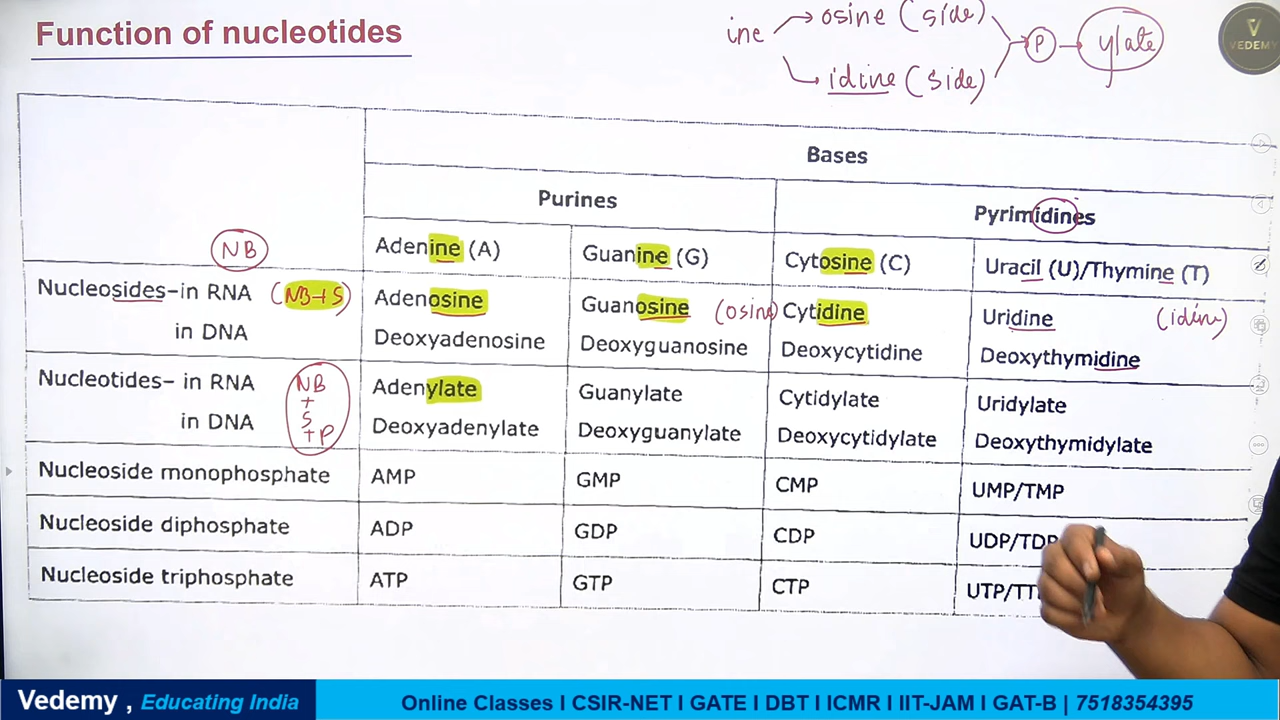 Function of nucleotides
ine osine (side) P ylate
idine (side)
V
VEDEMY
Bases
Purines Pyrimidines
NB Adenine (A) Guanine (G) Cytosine (C) Uracil (U)/Thymine (T)
Nucleosides-in RNA (NB+S) Adenosine Guanosine (osine) Cytidine Uridine (idine)
in DNA Deoxyadenosine Deoxyguanosine Deoxycytidine Deoxythymidine
Nucleotides- in RNA NB + S + P Adenylate Guanylate Cytidylate Uridylate
in DNA Deoxyadenylate Deoxyguanylate Deoxycytidylate Deoxythymidylate
Nucleoside monophosphate AMP GMP CMP UMP/TMP
Nucleoside diphosphate ADP GDP CDP UDP/TDP
Nucleoside triphosphate ATP GTP CTP
Vedemy , Educating India Online Classes I CSIR-NET I GATE I DBT I ICMR I IIT-JAM I GAT-B | 7518354395